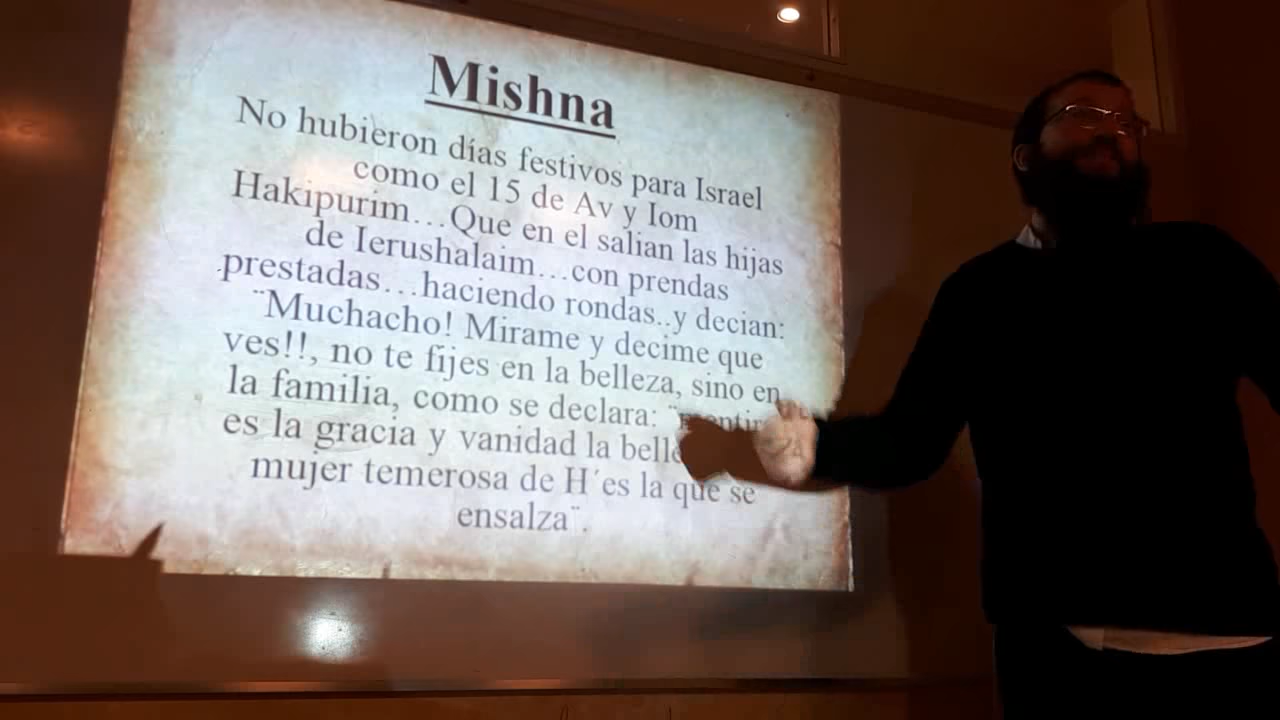 Mishna
No hubieron días festivos para Israel
como el 15 de Av y Iom
Hakipurim...Que en el salian las hijas
de Ierushalaim...con prendas
prestadas...haciendo rondas..y decian:
¨Muchacho! Mirame y decime que
ves!!, no te fijes en la belleza, sino en
la familia, como se declara:
es la gracia y vanidad la
mujer temerosa de H´es la que se
ensalza¨.